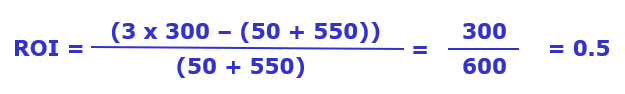 ROI = (3 x 300 – (50 + 550)) / (50 + 550) = 300 / 600 = 0.5